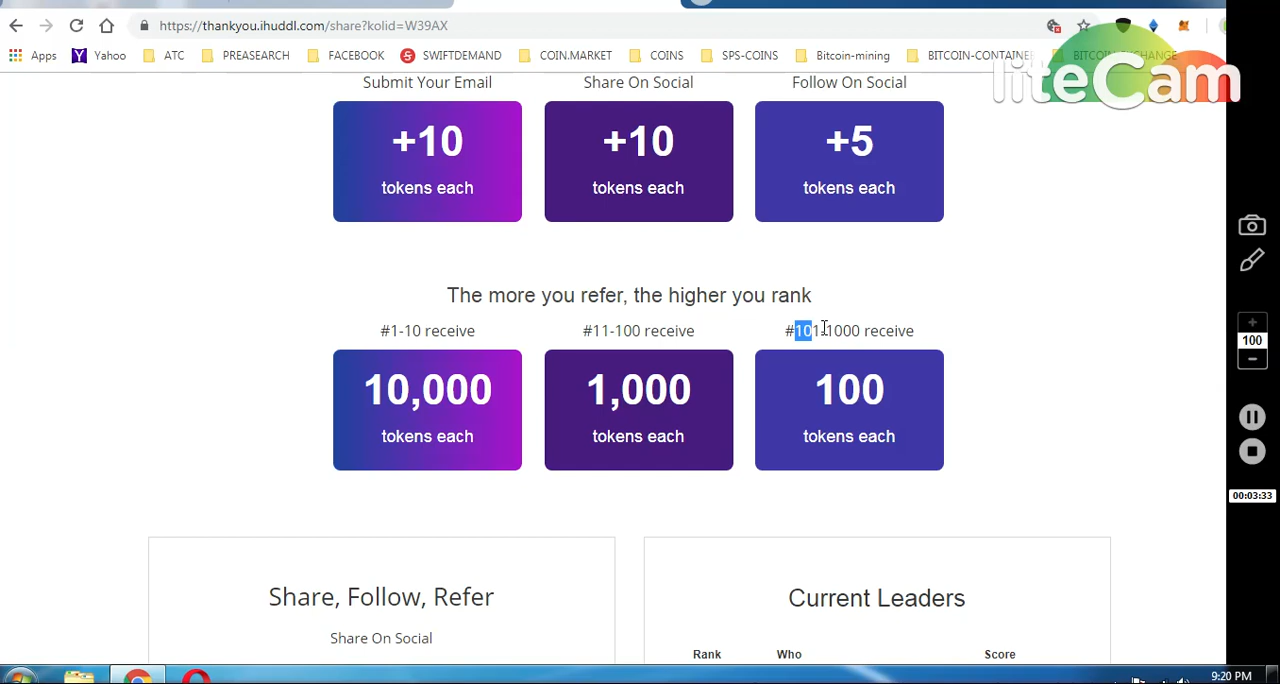 https://thankyou.ihuddl.com/share?kolid=W39AX
Apps Yahoo ATC PREASEARCH FACEBOOK SWIFTDEMAND COIN.MARKET COINS SPS-COINS Bitcoin-mining BITCOIN-CONTAINE BITCOIN-EXCHANGE
liteCam
Submit Your Email Share On Social Follow On Social
+10 +10 +5
tokens each tokens each tokens each
The more you refer, the higher you rank
#1-10 receive #11-100 receive #101-1000 receive
10,000 1,000 100
tokens each tokens each tokens each
100
00:03:33
Share, Follow, Refer
Share On Social
Current Leaders
Rank Who Score
9:20 PM